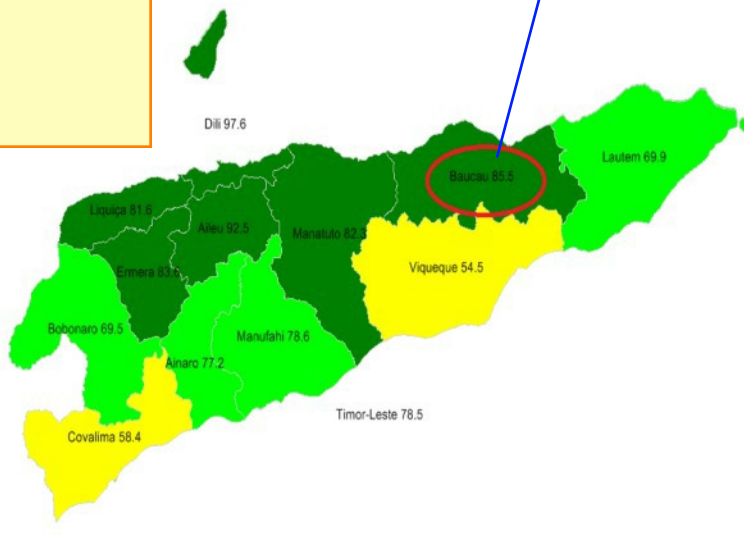 Dili 97.6
Lautem 69.9
Baucau 85.5
Liquiça 81.6
Aileu 92.5
Manatuto 82.3
Ermera 83.6
Viqueque 54.5
Bobonaro 69.5
Manufahi 78.6
Ainaro 77.2
Timor-Leste 78.5
Covalima 58.4